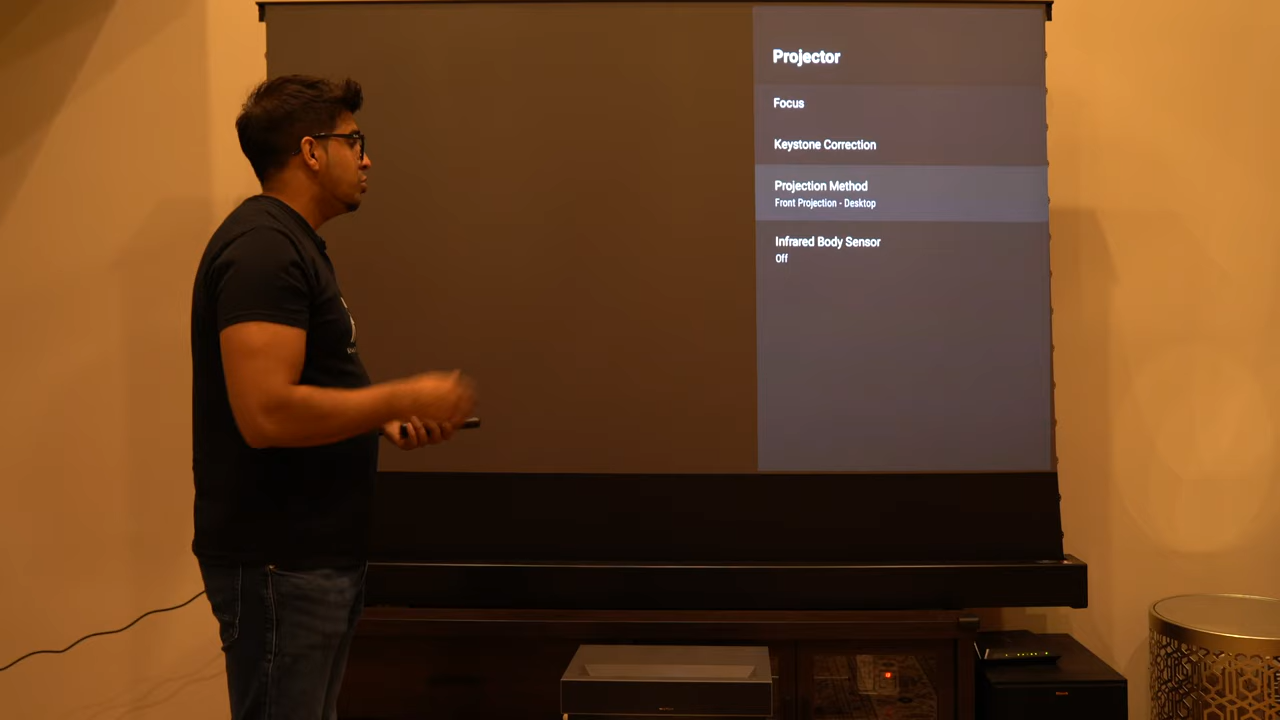 Projector
Focus
Keystone Correction
Projection Method
Front Projection - Desktop
Infrared Body Sensor
Off